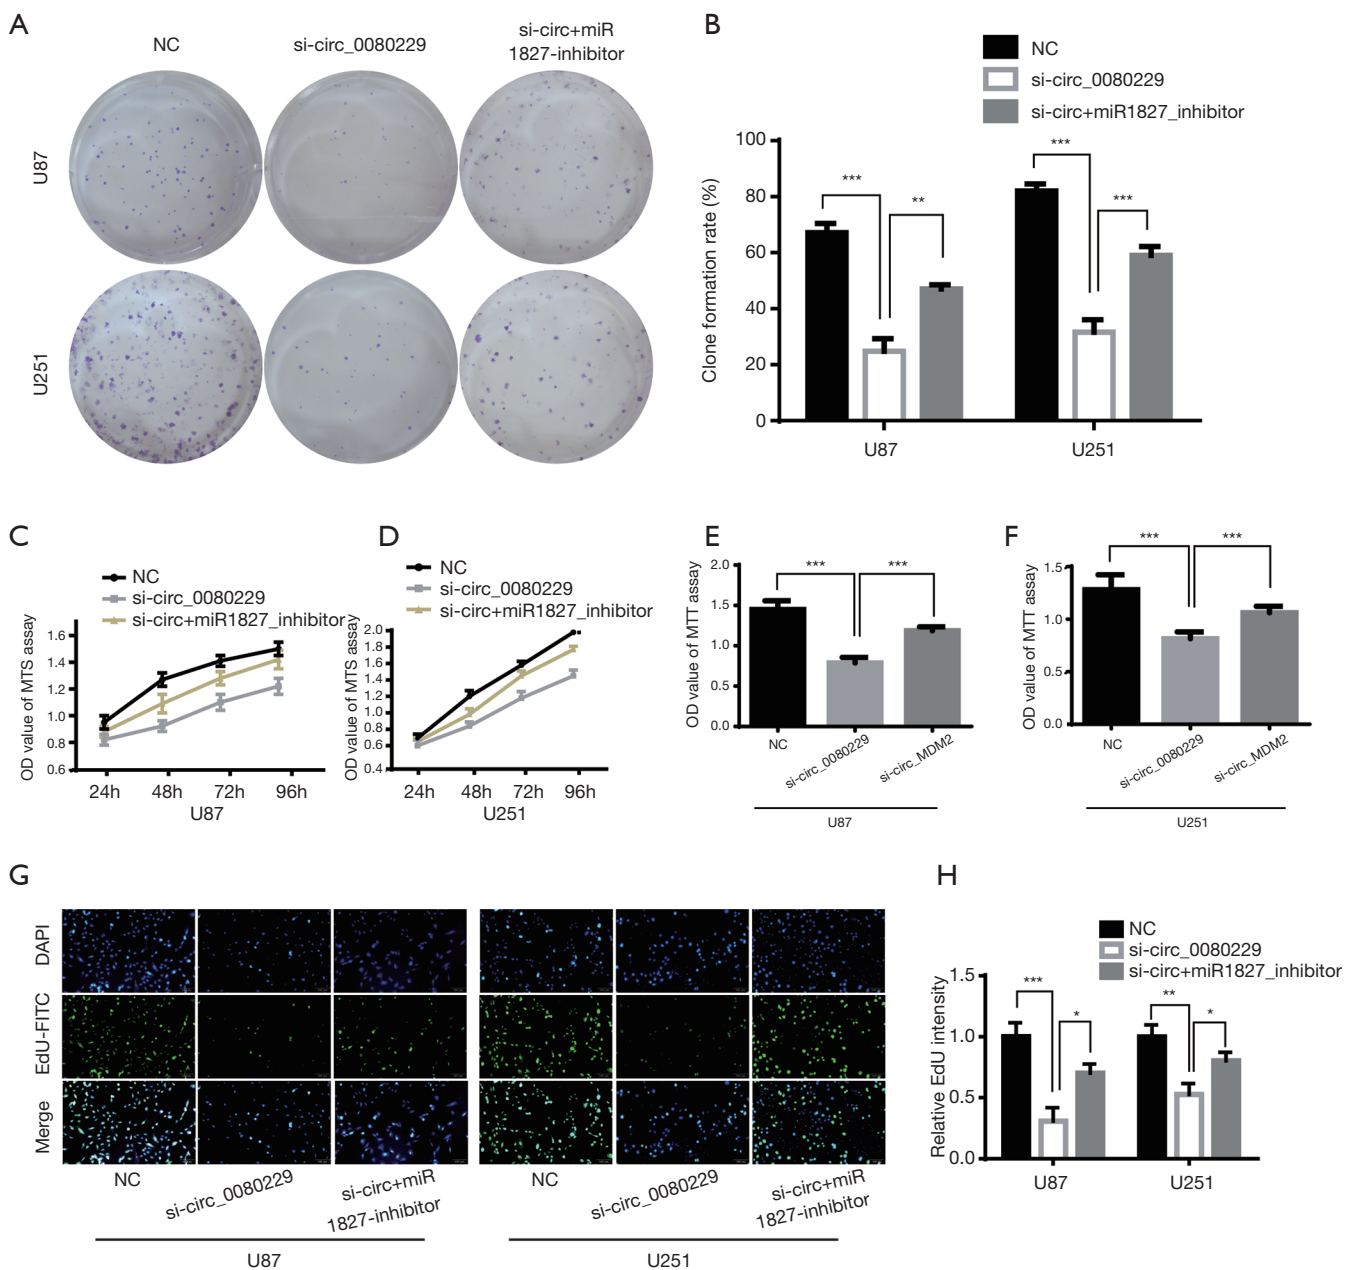 A
NC
si-circ_0080229
si-circ+miR
1827-inhibitor
U87
U251
B
NC
si-circ_0080229
si-circ+miR1827_inhibitor
Clone formation rate (%)
100
80
60
40
20
0
***
**
***
***
U87
U251
C
NC
si-circ_0080229
si-circ+miR1827_inhibitor
OD value of MTS assay
1.6
1.4
1.2
1.0
0.8
0.6
24h 48h 72h 96h
U87
D
NC
si-circ_0080229
si-circ+miR1827_inhibitor
OD value of MTS assay
2.0
1.8
1.6
1.4
1.2
1.0
0.8
0.6
0.4
24h 48h 72h 96h
U251
E
OD value of MTT assay
2.0
1.5
1.0
0.5
0.0
*** ***
NC
si-circ_0080229
si-circ_MDM2
U87
F
OD value of MTT assay
1.5
1.0
0.5
0.0
*** ***
NC
si-circ_0080229
si-circ_MDM2
U251
G
DAPI
EdU-FITC
Merge
NC
si-circ_0080229
si-circ+miR
1827-inhibitor
U87
NC
si-circ_0080229
si-circ+miR
1827-inhibitor
U251
H
NC
si-circ_0080229
si-circ+miR1827_inhibitor
Relative EdU intensity
1.5
1.0
0.5
0.0
***
*
**
*
U87
U251